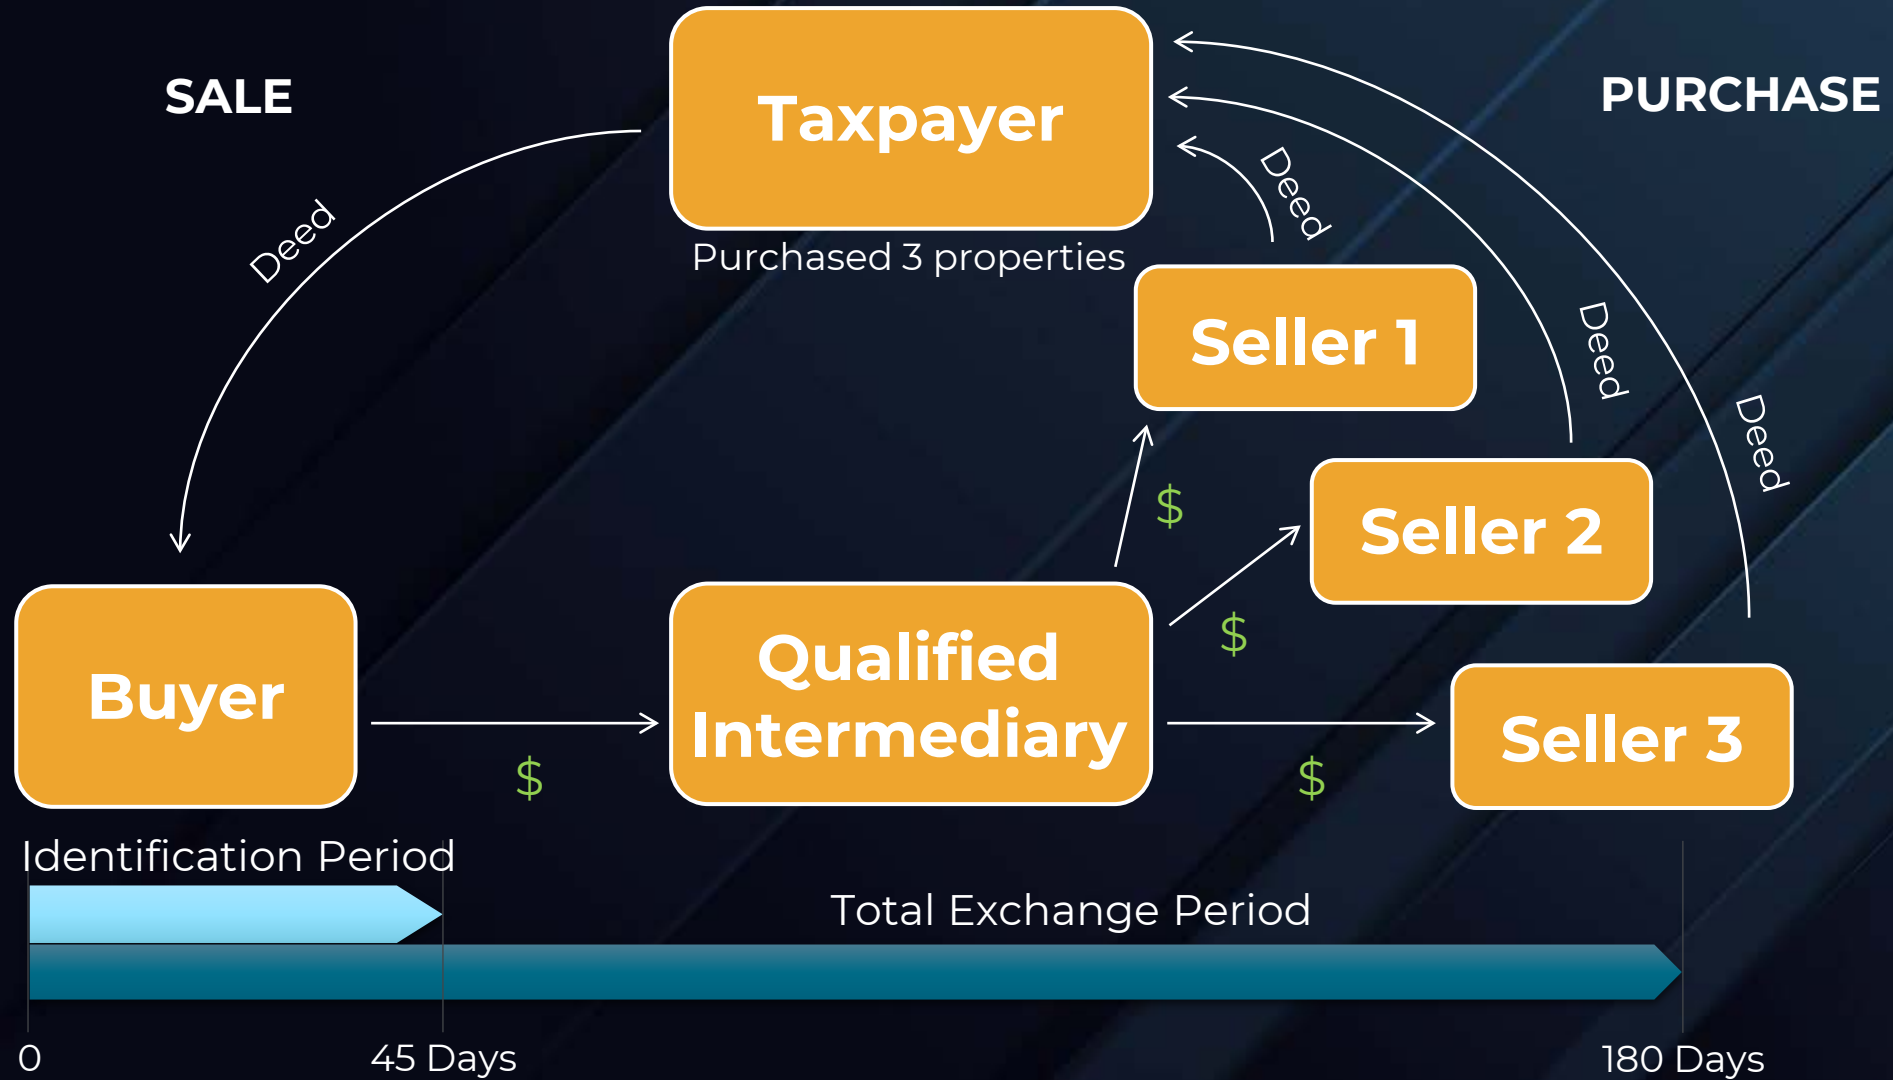 SALE
PURCHASE
Taxpayer
Purchased 3 properties
Deed
Deed
Deed
Deed
Seller 1
Seller 2
Seller 3
$
$
$
$
Buyer
Qualified
Intermediary
Identification Period
Total Exchange Period
0
45 Days
180 Days